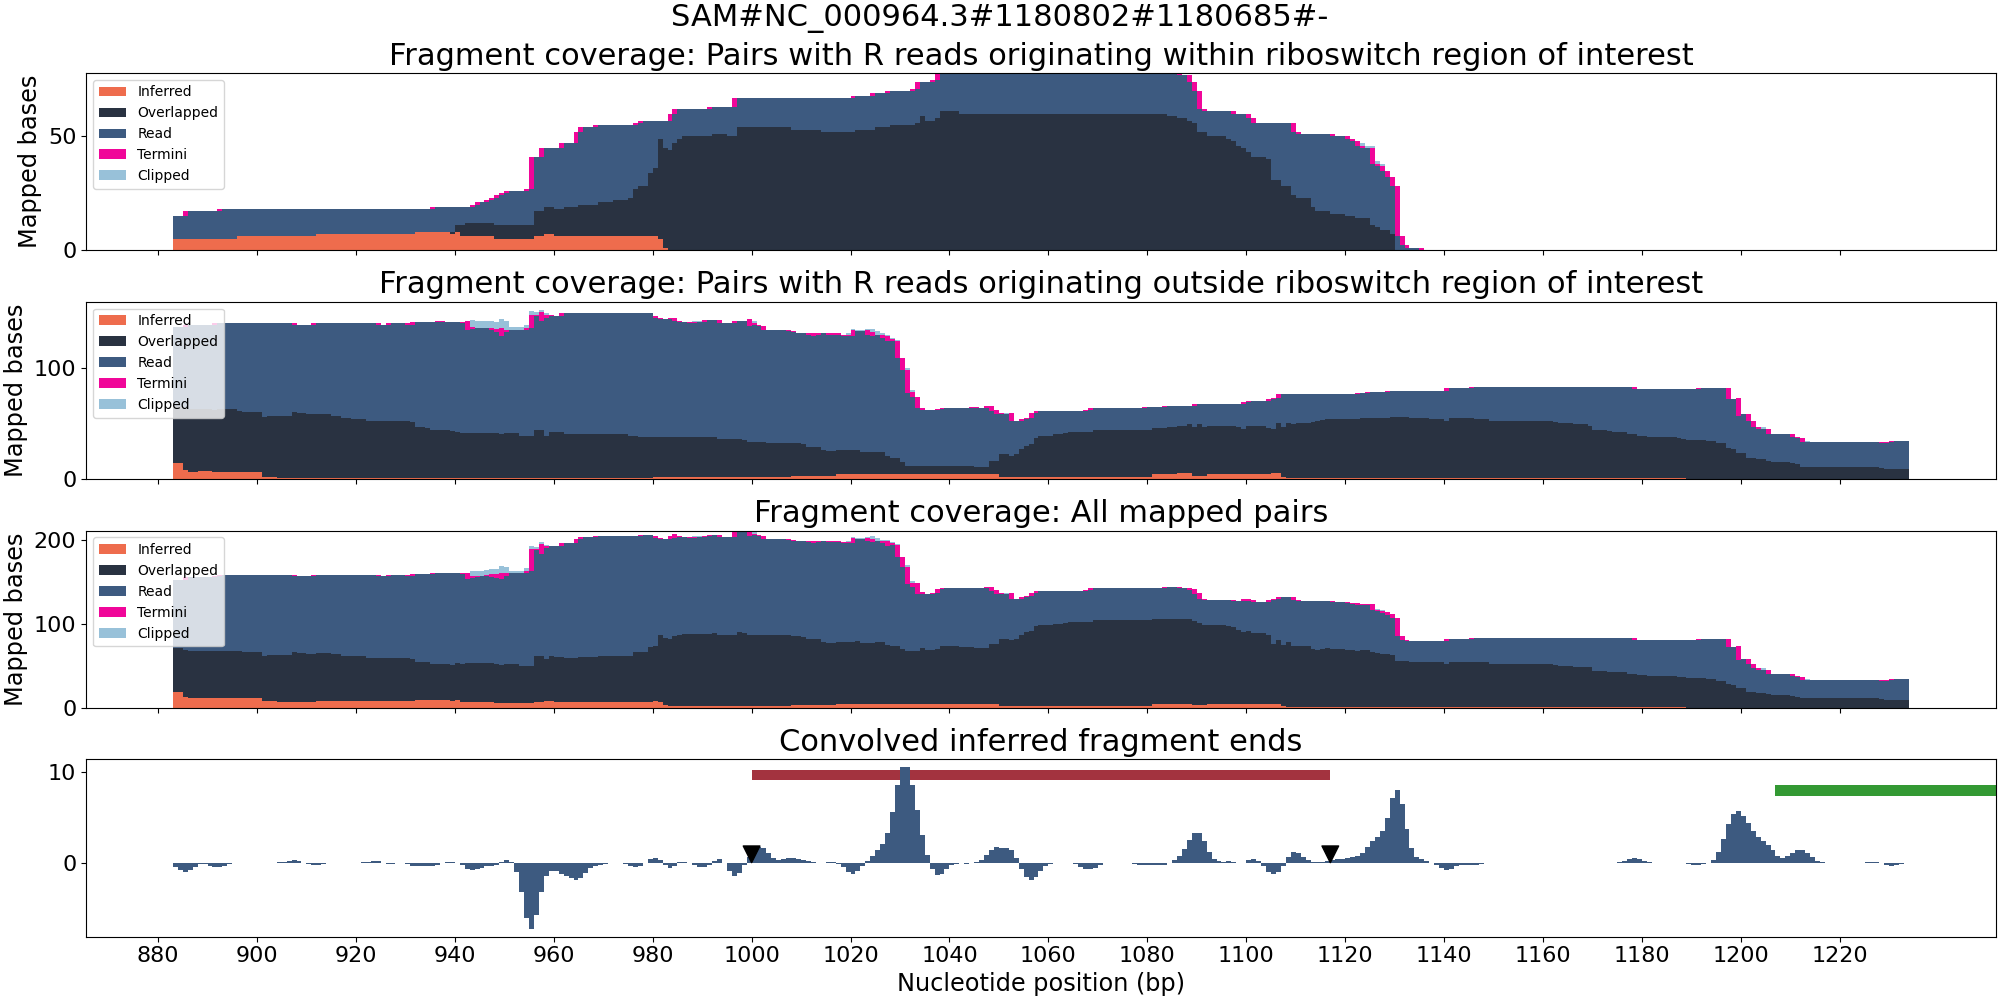 SAM#NC_000964.3#1180802#1180685#-
Fragment coverage: Pairs with R reads originating within riboswitch region of interest
Mapped bases
50
0
Inferred
Overlapped
Read
Termini
Clipped
Fragment coverage: Pairs with R reads originating outside riboswitch region of interest
Mapped bases
100
0
Inferred
Overlapped
Read
Termini
Clipped
Fragment coverage: All mapped pairs
Mapped bases
200
100
0
Inferred
Overlapped
Read
Termini
Clipped
Convolved inferred fragment ends
10
0
880 900 920 940 960 980 1000 1020 1040 1060 1080 1100 1120 1140 1160 1180 1200 1220
Nucleotide position (bp)